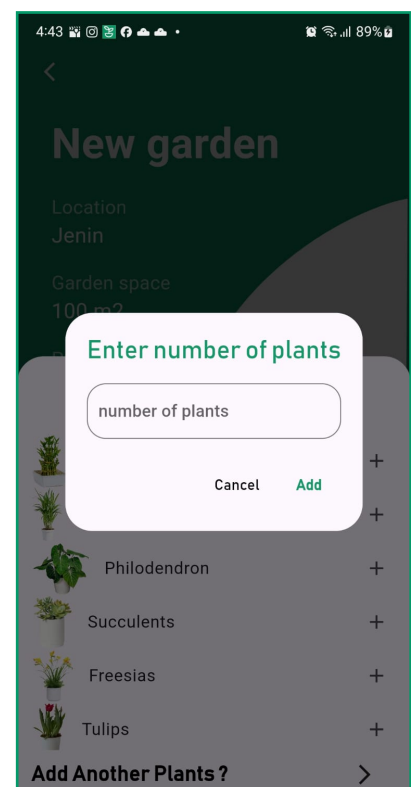 4:43
89%
New garden
Location
Jenin
Garden space
100 m2
Enter number of plants
number of plants
Cancel Add
Philodendron +
Succulents +
Freesias +
Tulips +
Add Another Plants ?